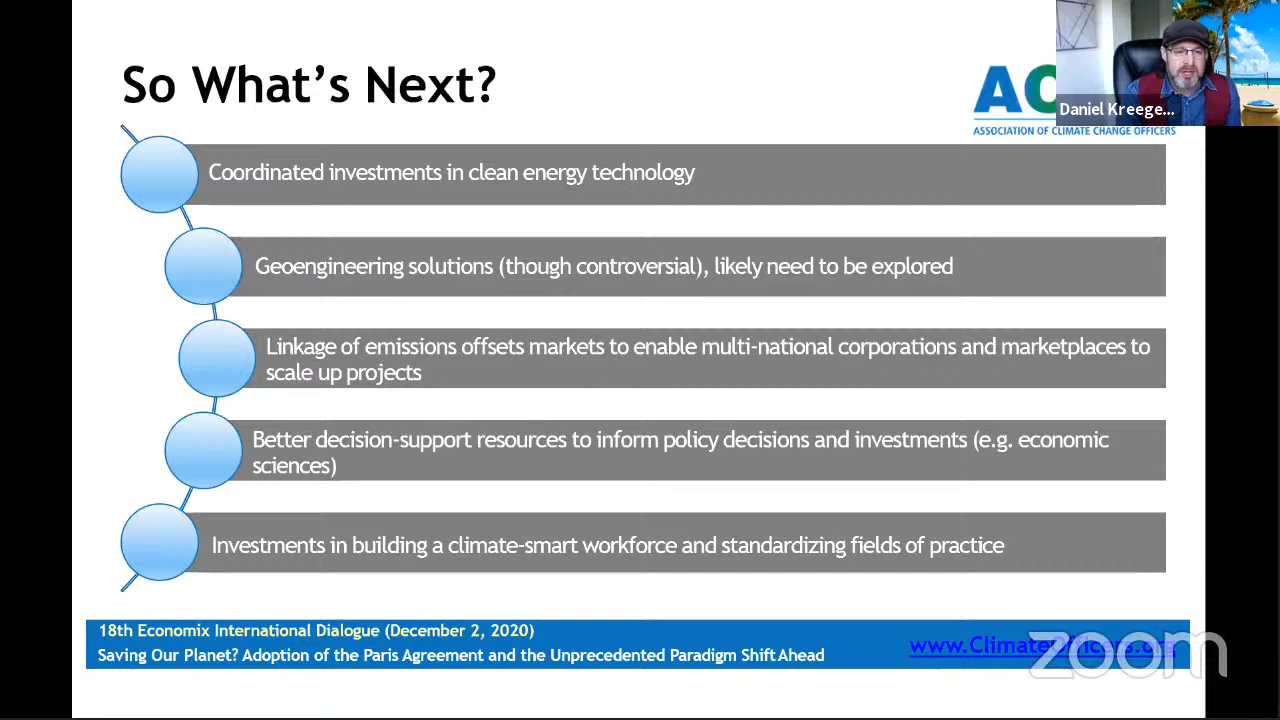 So What's Next?
AC
ASSOCIATION OF CLIMATE CHANGE OFFICERS
Daniel Kreege...
Coordinated investments in clean energy technology
Geoengineering solutions (though controversial), likely need to be explored
Linkage of emissions offsets markets to enable multi-national corporations and marketplaces to
scale up projects
Better decision-support resources to inform policy decisions and investments (e.g. economic
sciences)
Investments in building a climate-smart workforce and standardizing fields of practice
18th Economix International Dialogue (December 2, 2020)
Saving Our Planet? Adoption of the Paris Agreement and the Unprecedented Paradigm Shift Ahead
www.ClimateOfficers.org
zoom